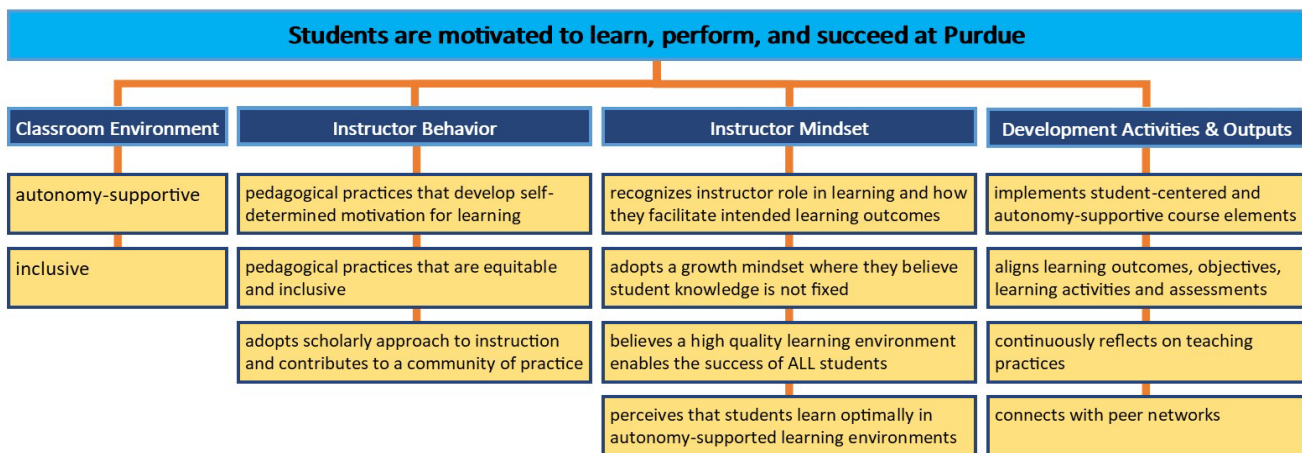 Students are motivated to learn, perform, and succeed at Purdue
Classroom Environment
autonomy-supportive
inclusive
Instructor Behavior
pedagogical practices that develop self-
determined motivation for learning
pedagogical practices that are equitable
and inclusive
adopts scholarly approach to instruction
and contributes to a community of practice
Instructor Mindset
recognizes instructor role in learning and how
they facilitate intended learning outcomes
adopts a growth mindset where they believe
student knowledge is not fixed
believes a high quality learning environment
enables the success of ALL students
perceives that students learn optimally in
autonomy-supported learning environments
Development Activities & Outputs
implements student-centered and
autonomy-supportive course elements
aligns learning outcomes, objectives,
learning activities and assessments
continuously reflects on teaching
practices
connects with peer networks